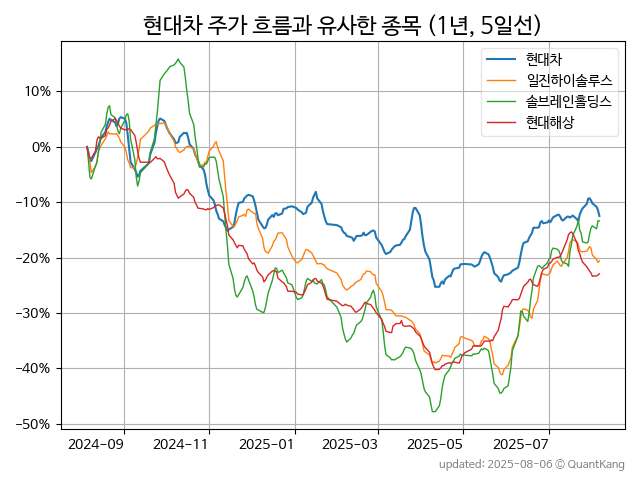 현대차 주가 흐름과 유사한 종목 (1년, 5일선)
현대차
일진하이솔루스
솔브레인홀딩스
현대해상
10%
0%
−10%
−20%
−30%
−40%
−50%
2024−09
2024−11
2025−01
2025−03
2025−05
2025−07
updated: 2025-08-06 © QuantKang